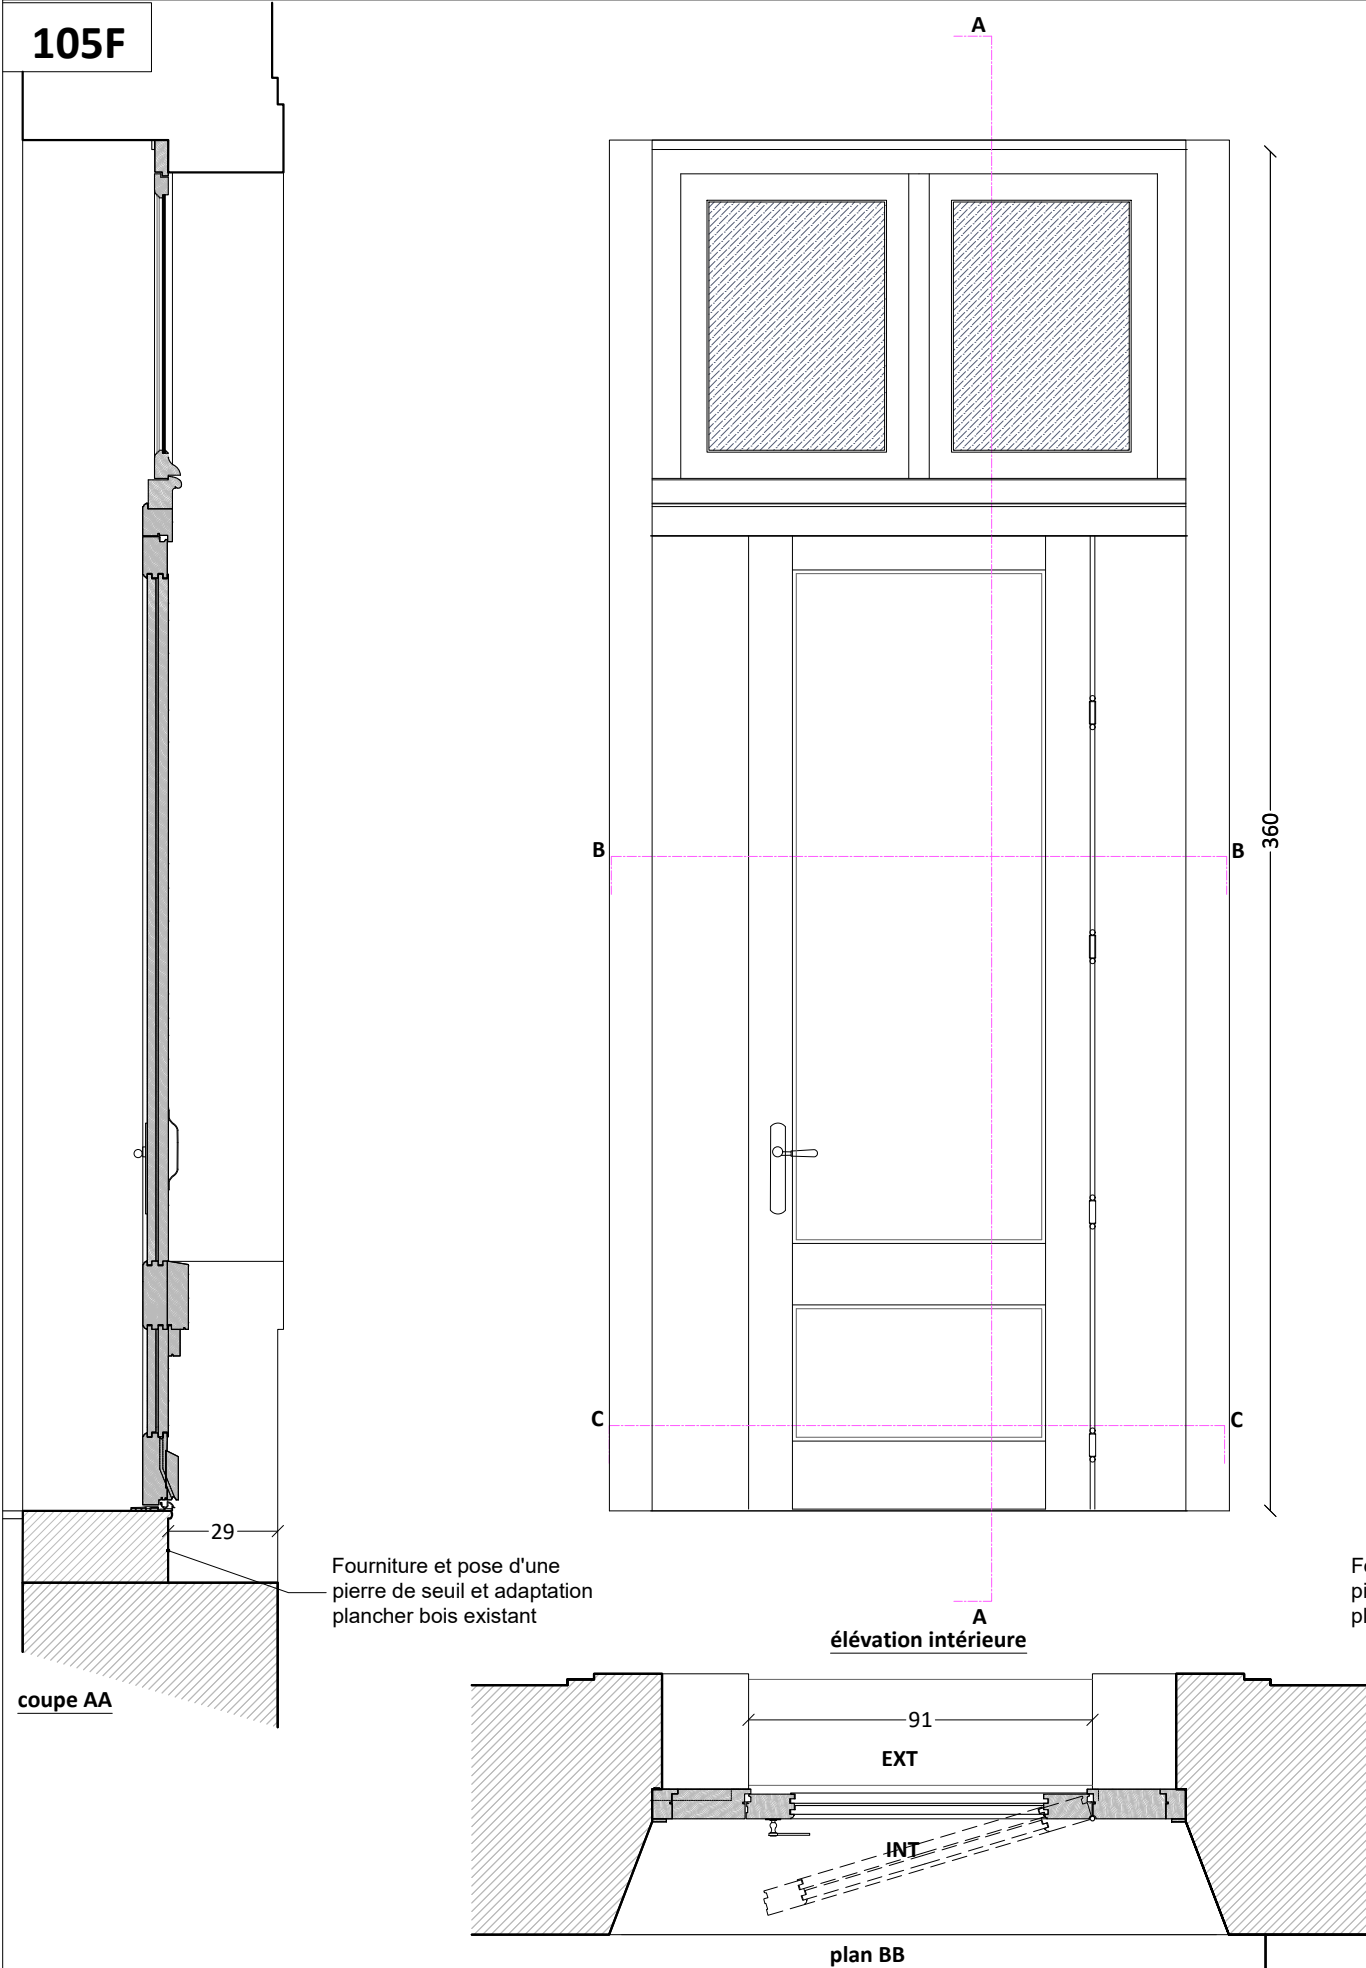 105F
A
B
B
360
C
C
29
Fourniture et pose d'une
pierre de seuil et adaptation
plancher bois existant
A
élévation intérieure
coupe AA
91
EXT
INT
plan BB